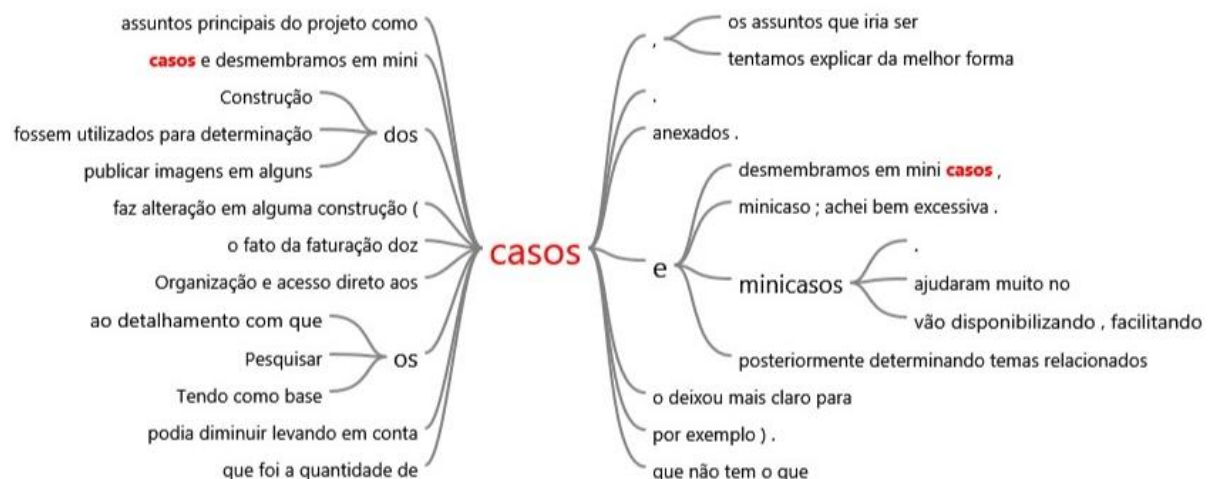 assuntos principais do projeto como
casos e desmembramos em mini
Construção
fossem utilizados para determinação
publicar imagens em alguns
dos
faz alteração em alguma construção (
o fato da faturação doz
Organização e acesso direto aos
ao detalhamento com que
Pesquisar
Tendo como base
os
podia diminuir levando em conta
que foi a quantidade de
casos
,
os assuntos que iria ser
tentamos explicar da melhor forma
.
anexados .
e
desmembramos em mini casos ,
minicaso ; achei bem excessiva .
minicasos
.
ajudaram muito no
vão disponibilizando , facilitando
posteriormente determinando temas relacionados
o deixou mais claro para
por exemplo ) .
que não tem o que